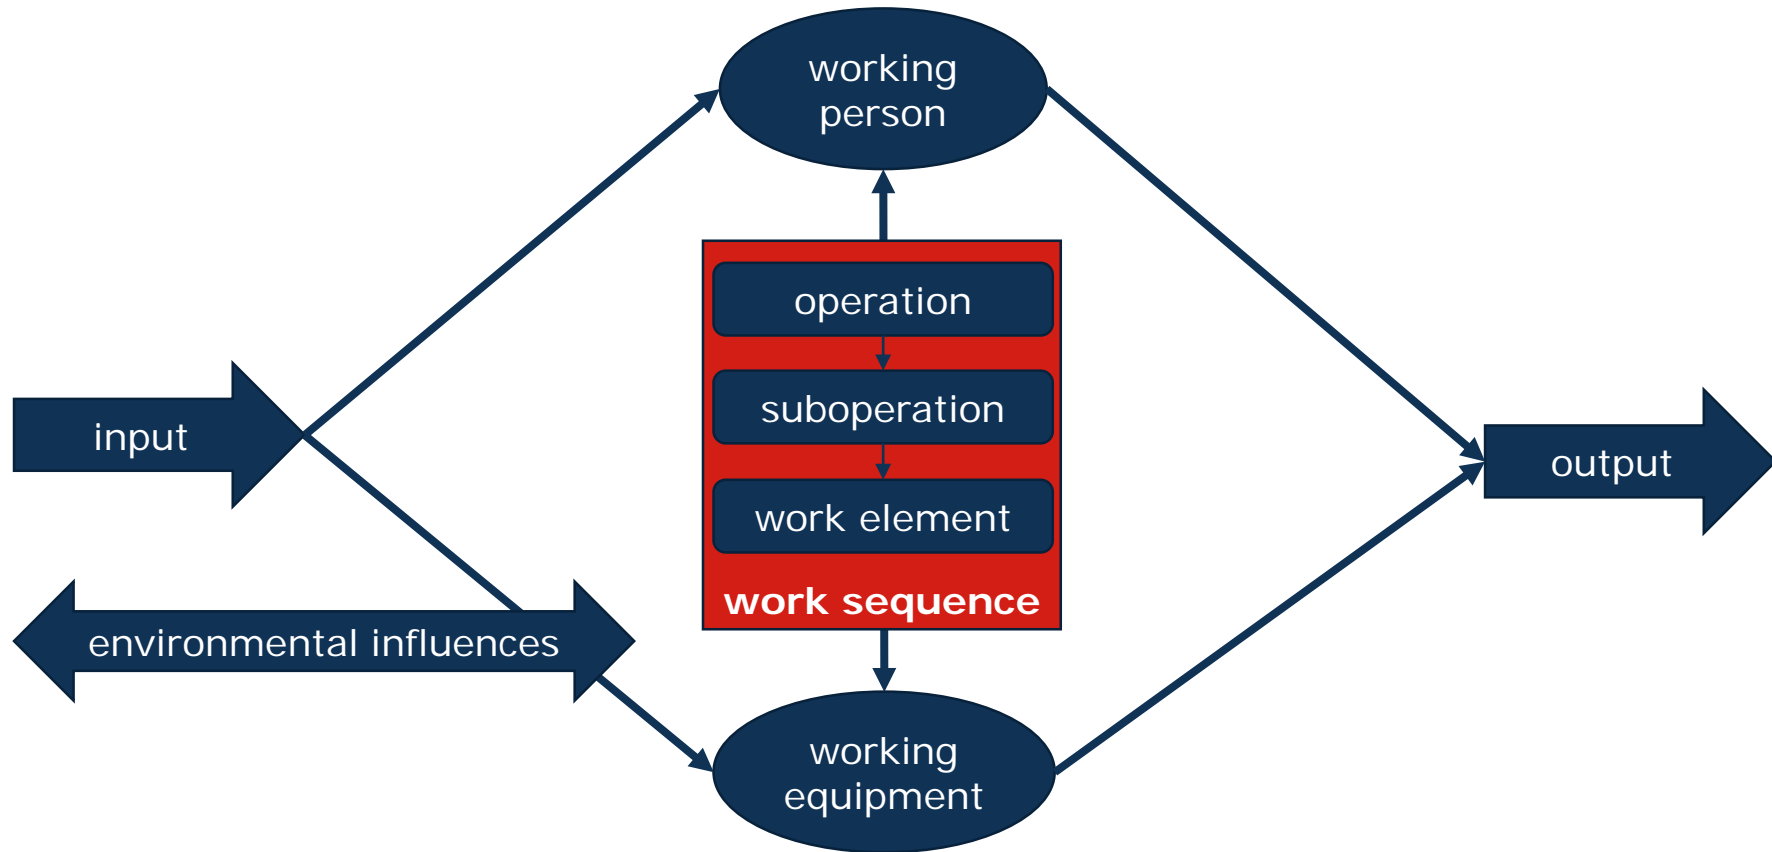 working
person
operation
suboperation
input
output
work element
work sequence
environmental influences
working
equipment